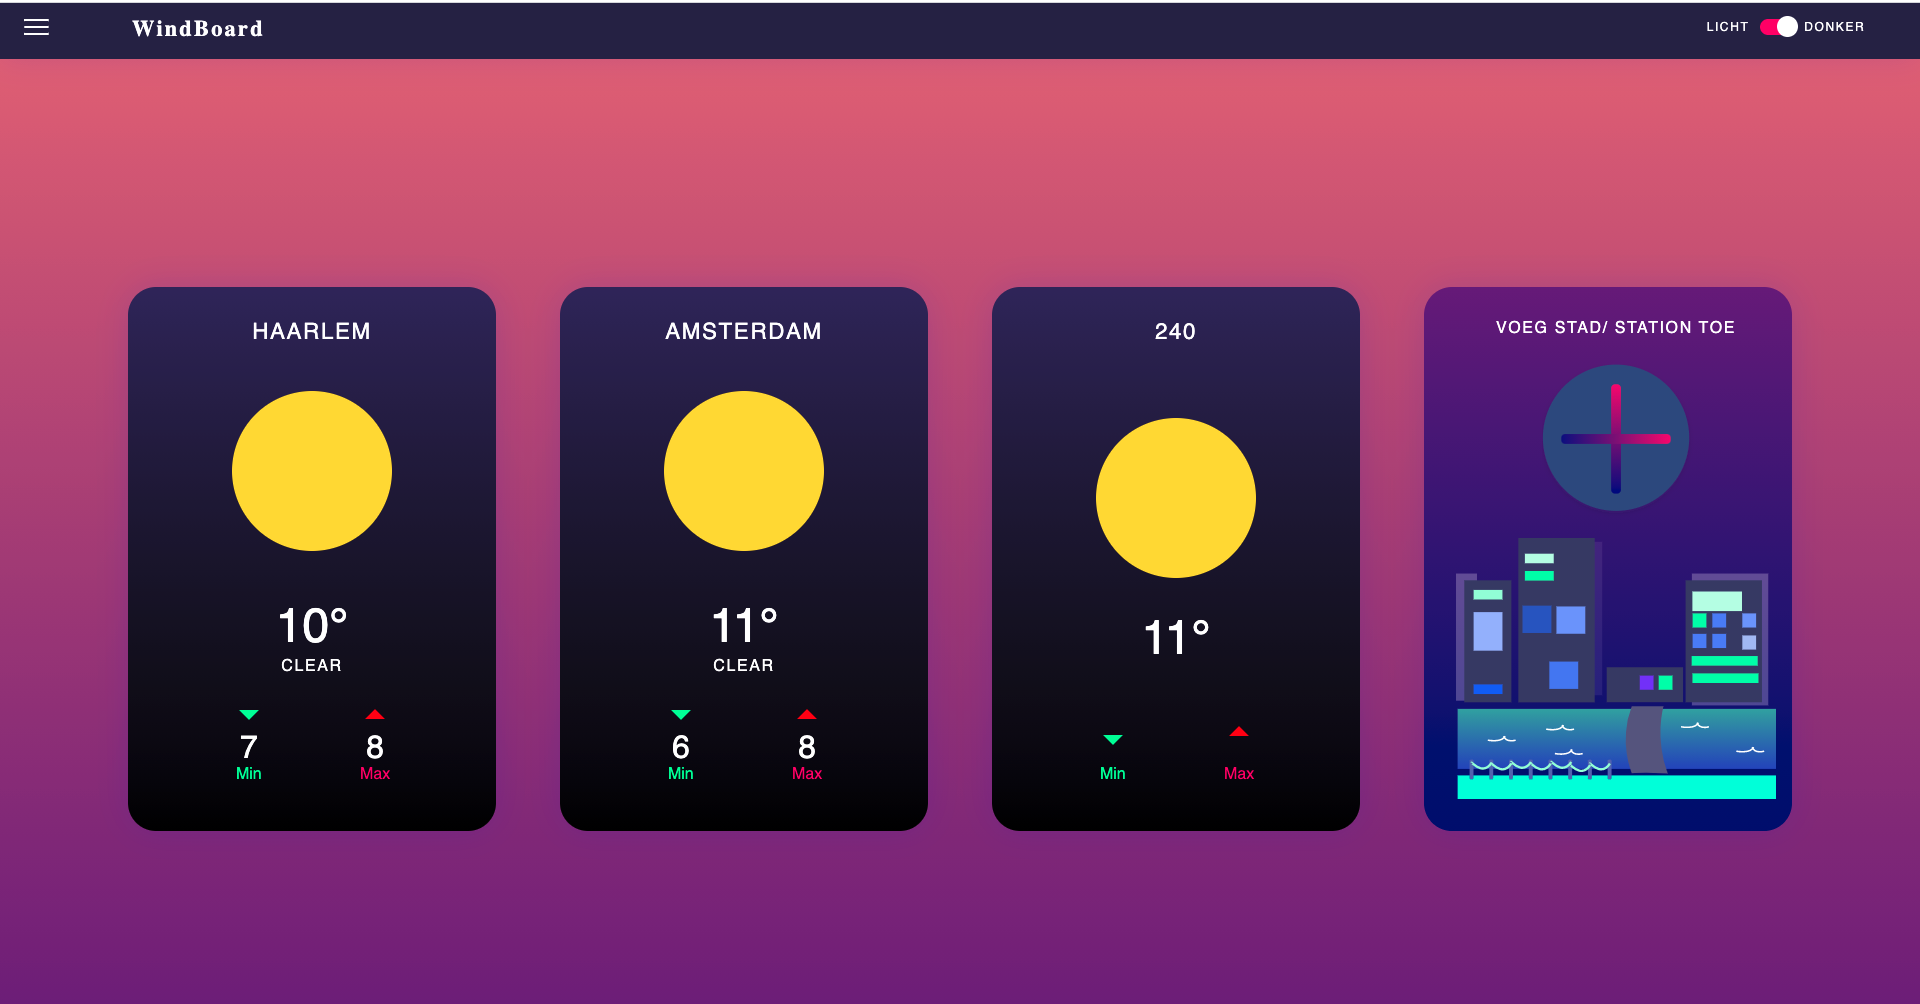 WindBoard
LICHT DONKER
HAARLEM
10°
CLEAR
7 8
Min Max
AMSTERDAM
11°
CLEAR
6 8
Min Max
240
11°
Min Max
VOEG STAD/ STATION TOE